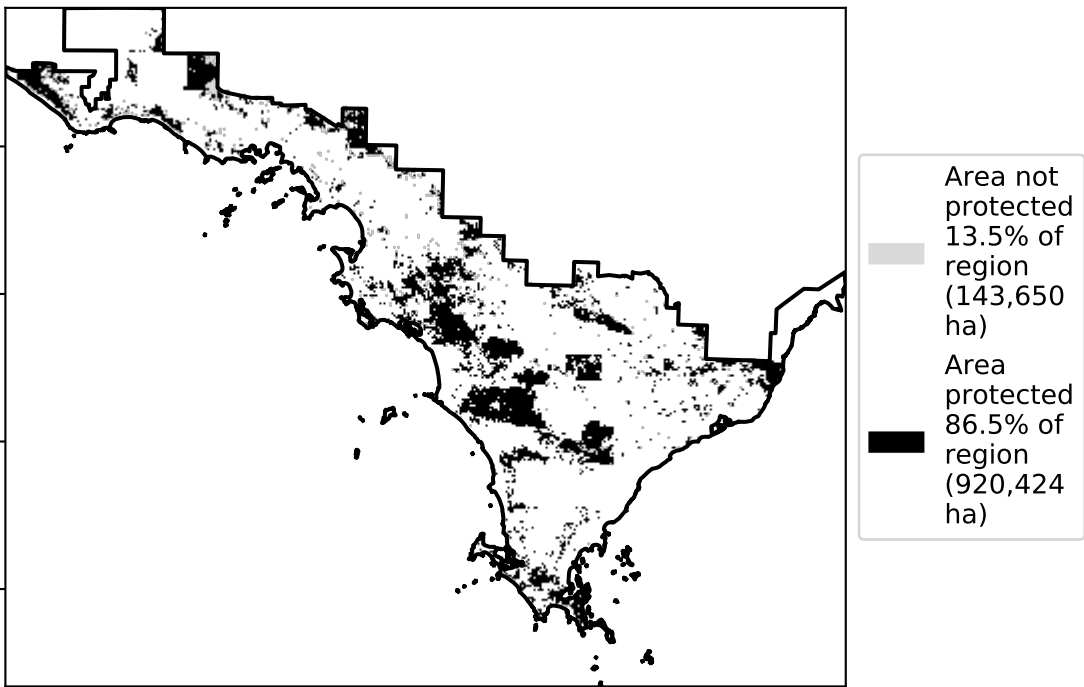 Area not
protected
13.5% of
region
(143,650
ha)
Area
protected
86.5% of
region
(920,424
ha)